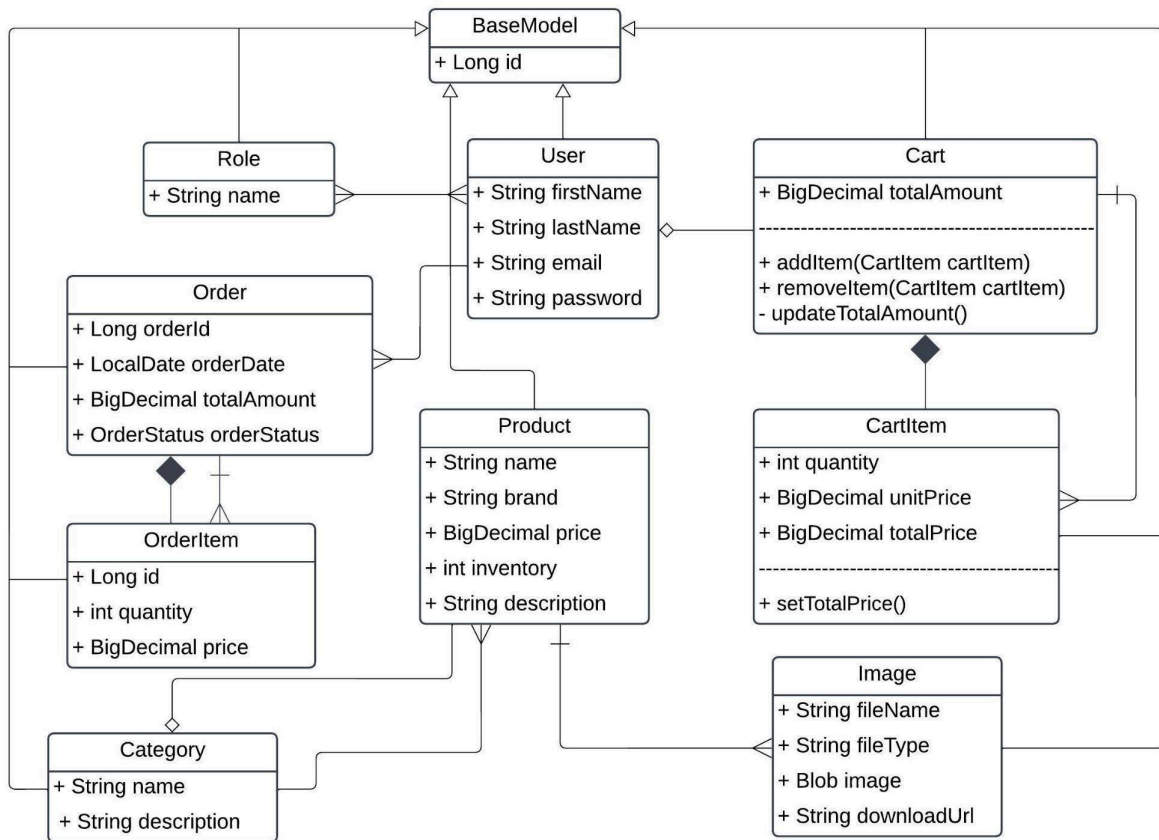 BaseModel
+ Long id
Role
+ String name
User
+ String firstName
+ String lastName
+ String email
+ String password
Cart
+ BigDecimal totalAmount
+ addItem(CartItem cartItem)
+ removeItem(CartItem cartItem)
- updateTotalAmount()
Order
+ Long orderId
+ LocalDate orderDate
+ BigDecimal totalAmount
+ OrderStatus orderStatus
Product
+ String name
+ String brand
+ BigDecimal price
+ int inventory
+ String description
CartItem
+ int quantity
+ BigDecimal unitPrice
+ BigDecimal totalPrice
+ setTotalPrice()
OrderItem
+ Long id
+ int quantity
+ BigDecimal price
Image
+ String fileName
+ String fileType
+ Blob image
+ String downloadUrl
Category
+ String name
+ String description